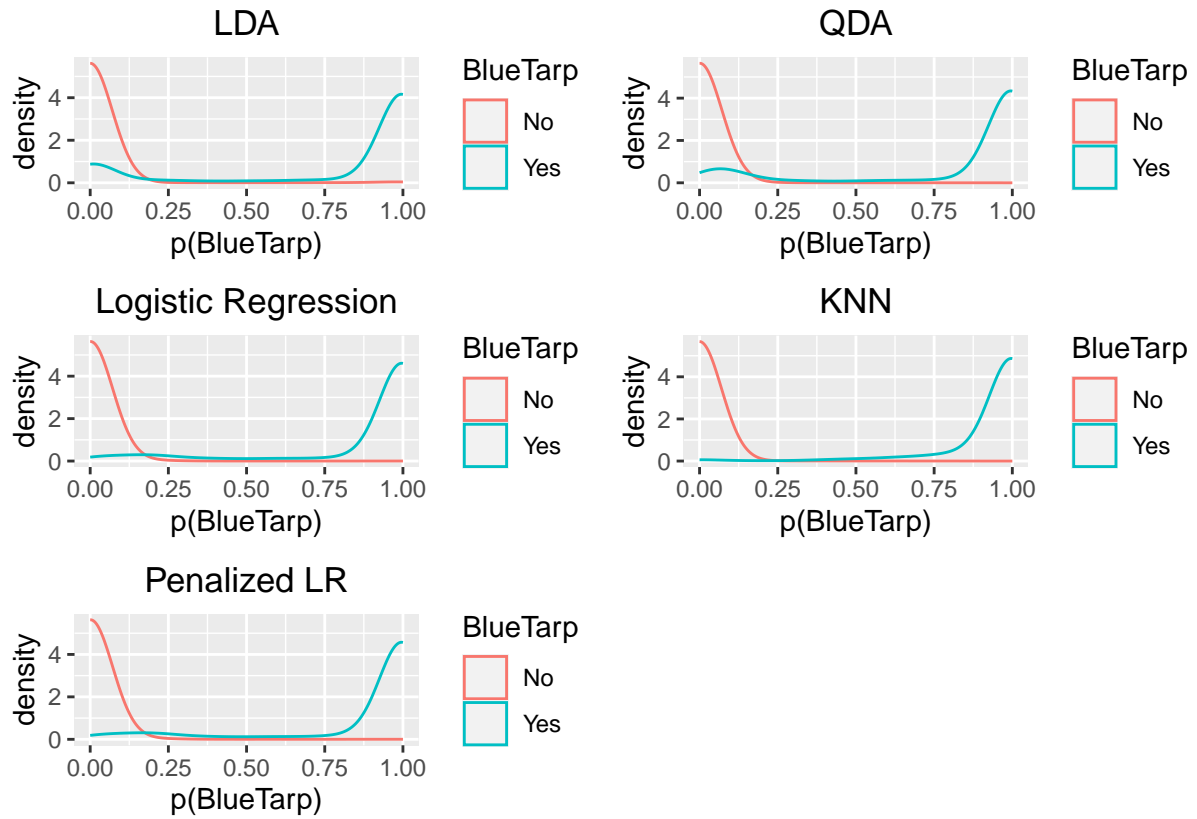 LDA
density
4
2
0
0.00 0.25 0.50 0.75 1.00
p(BlueTarp)
BlueTarp
No
Yes
QDA
density
4
2
0
0.00 0.25 0.50 0.75 1.00
p(BlueTarp)
BlueTarp
No
Yes
Logistic Regression
density
4
2
0
0.00 0.25 0.50 0.75 1.00
p(BlueTarp)
BlueTarp
No
Yes
KNN
density
4
2
0
0.00 0.25 0.50 0.75 1.00
p(BlueTarp)
BlueTarp
No
Yes
Penalized LR
density
4
2
0
0.00 0.25 0.50 0.75 1.00
p(BlueTarp)
BlueTarp
No
Yes